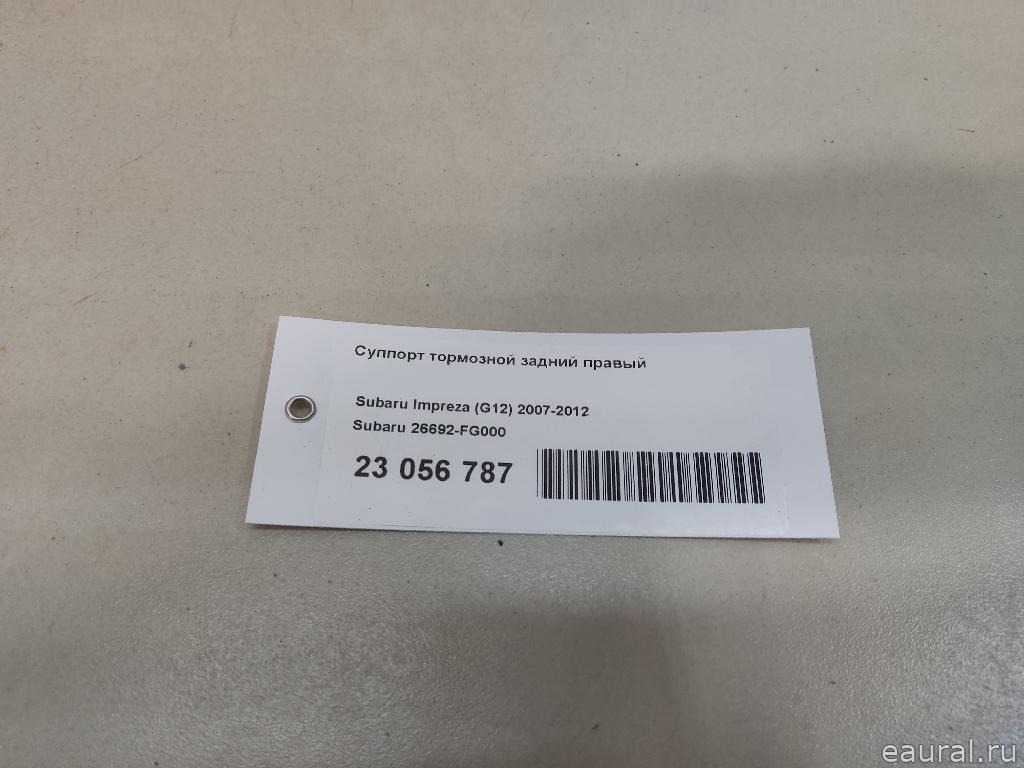 Суппорт тормозной задний правый
Subaru Impreza (G12) 2007-2012
Subaru 26692-FG000
23 056 787
eaural.ru